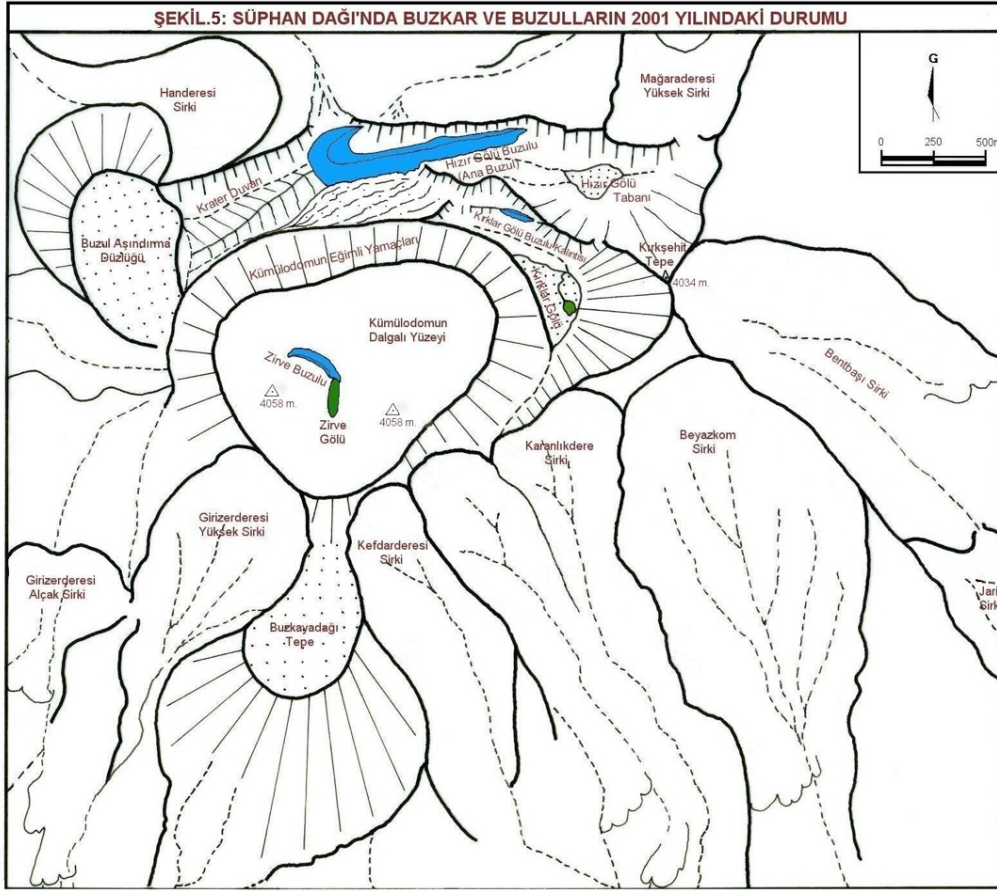 ŞEKİL.5: SÜPHAN DAĞI'NDA BUZKAR VE BUZULLARIN 2001 YILINDAKİ DURUMU
G
0 250 500m
Handeresi
Sirki
Mağaraderesi
Yüksek Sirki
Krater Duvarı
Hızır Gölü Buzulu
(Ana Buzul)
Hızır Gölü
Tabanı
Buzul Aşındırma
Düzlüğü
Kümülodomun Eğimli Yamaçları
Kırklar Gölü Buzulu Kalıntısı
Kırklar Gölü
Kırkşehit
Tepe
4034 m.
Kümülodomun
Dalgalı Yüzeyi
Zirve Buzulu
4058 m.
4058 m.
Zirve
Gölü
Bentbaşı Sirki
Karanlıkdere
Sirki
Beyazkom
Sirki
Girizerderesi
Yüksek Sirki
Kefdarderesi
Sirki
Girizerderesi
Alçak Sirki
Buzkayadağı
Tepe